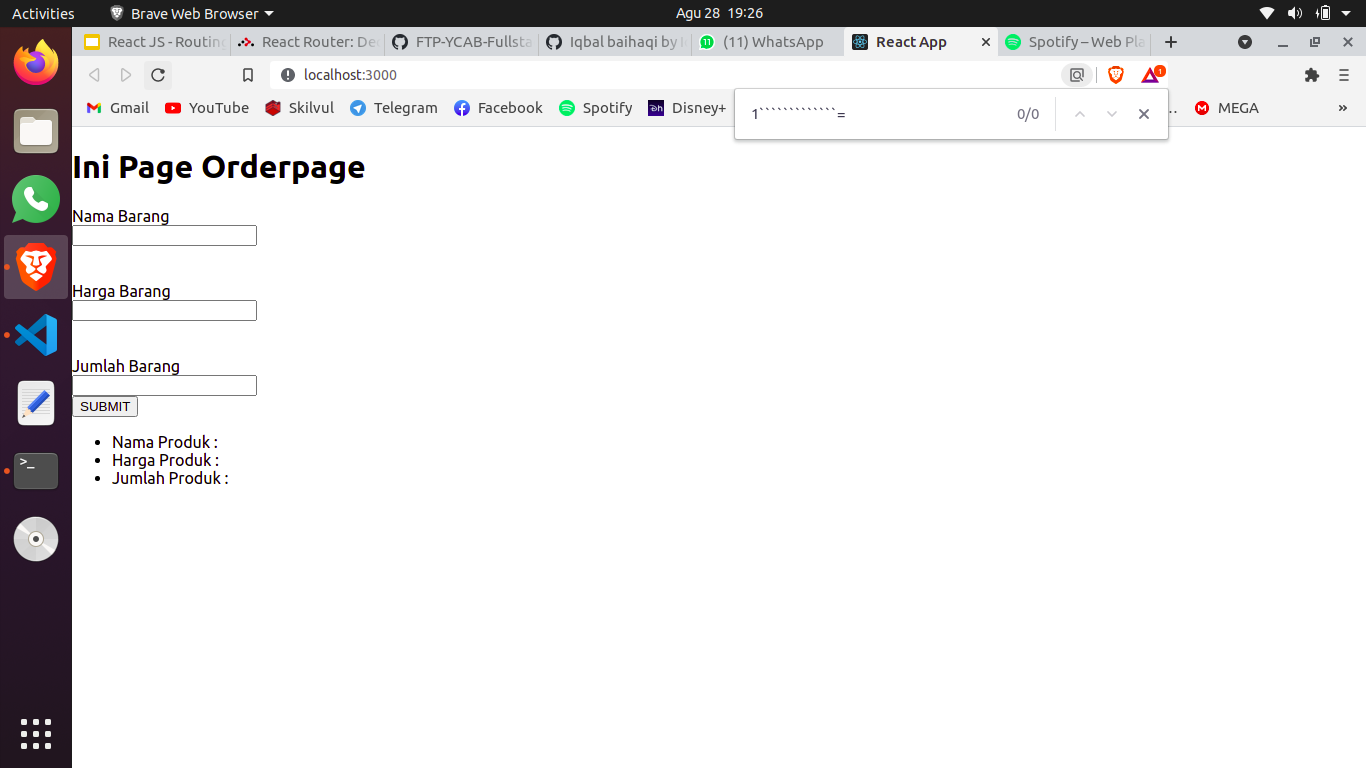 Activities Brave Web Browser Agu 28 19:26
React JS - Routing React Router: Dec FTP-YCAB-Fullsta Iqbal baihaqi by (11) WhatsApp React App Spotify – Web Pla
localhost:3000 1
Gmail YouTube Skilvul Telegram Facebook Spotify Disney+ MEGA »
1`````````````= 0/0
Ini Page Orderpage
Nama Barang
Harga Barang
Jumlah Barang
SUBMIT
• Nama Produk :
• Harga Produk :
• Jumlah Produk :